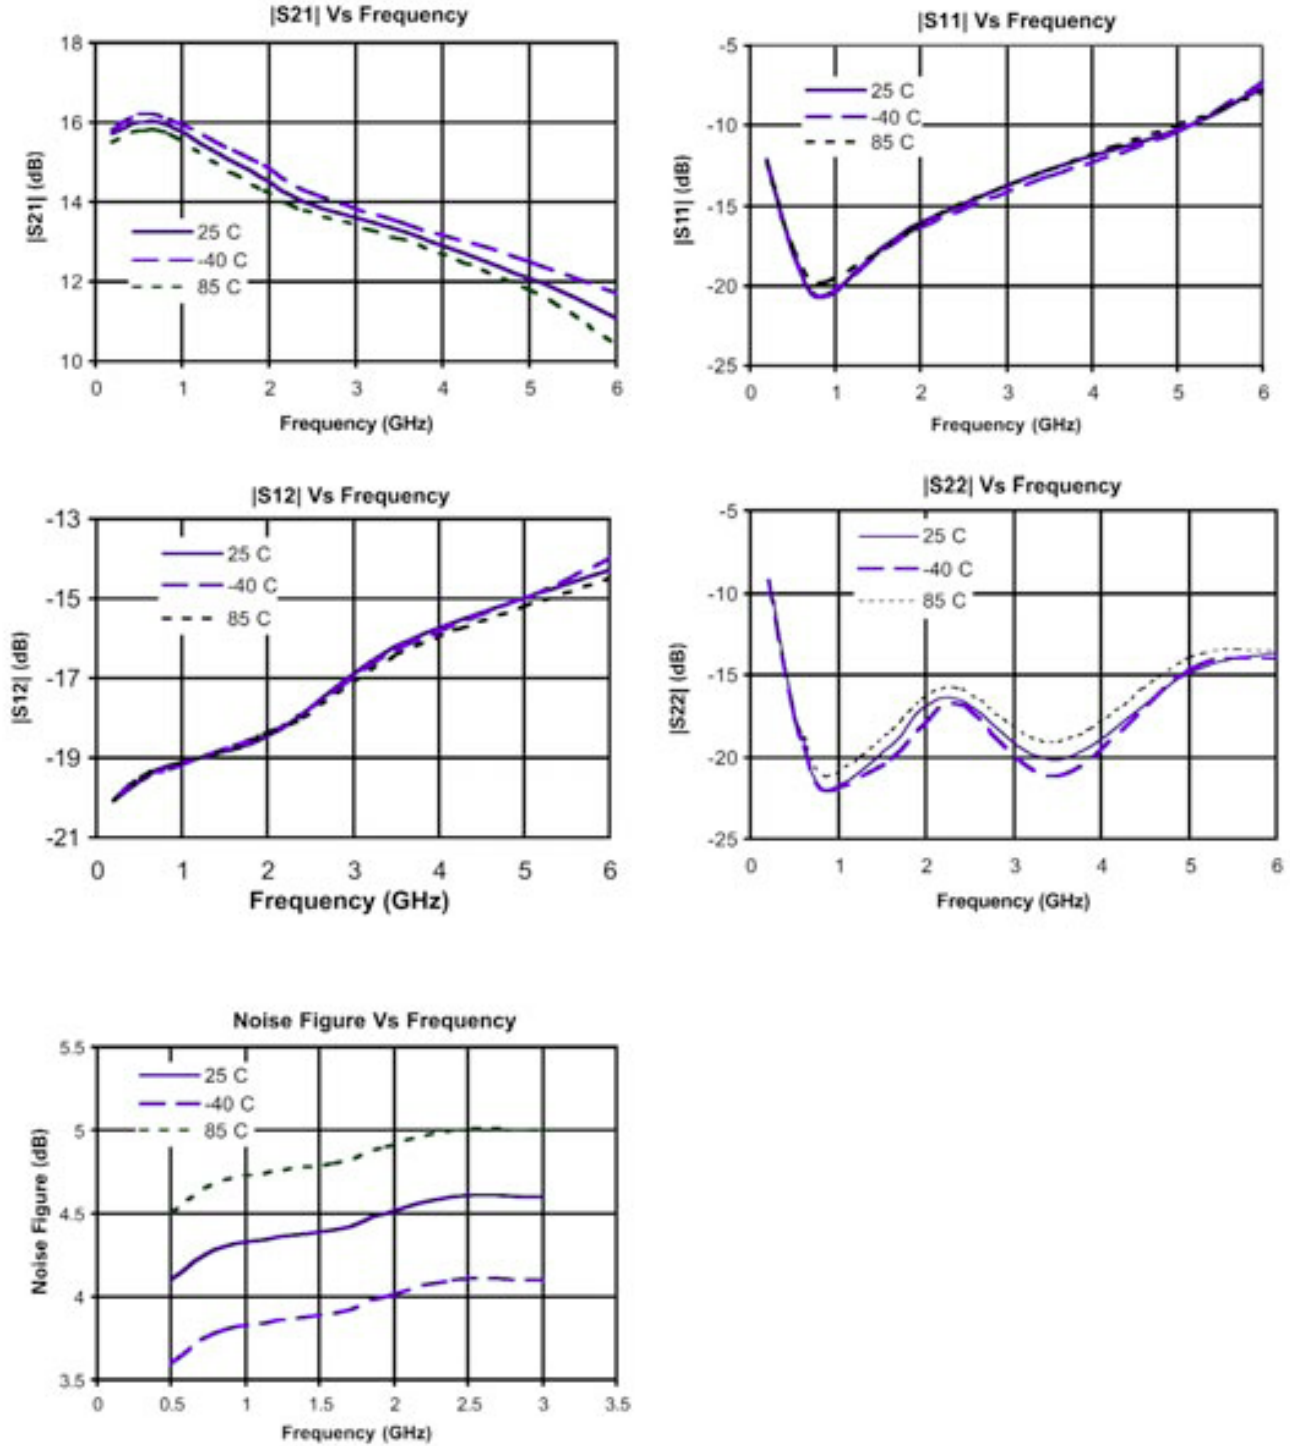 |S21| Vs Frequency
18
16
14
12
10
|S21| (dB)
25 C
-40 C
85 C
0 1 2 3 4 5 6
Frequency (GHz)
|S11| Vs Frequency
-5
-10
-15
-20
-25
|S11| (dB)
25 C
-40 C
85 C
0 1 2 3 4 5 6
Frequency (GHz)
|S12| Vs Frequency
-13
-15
-17
-19
-21
|S12| (dB)
25 C
-40 C
85 C
0 1 2 3 4 5 6
Frequency (GHz)
|S22| Vs Frequency
-5
-10
-15
-20
-25
|S22| (dB)
25 C
-40 C
85 C
0 1 2 3 4 5 6
Frequency (GHz)
Noise Figure Vs Frequency
5.5
5
4.5
4
3.5
Noise Figure (dB)
25 C
-40 C
85 C
0 0.5 1 1.5 2 2.5 3 3.5
Frequency (GHz)